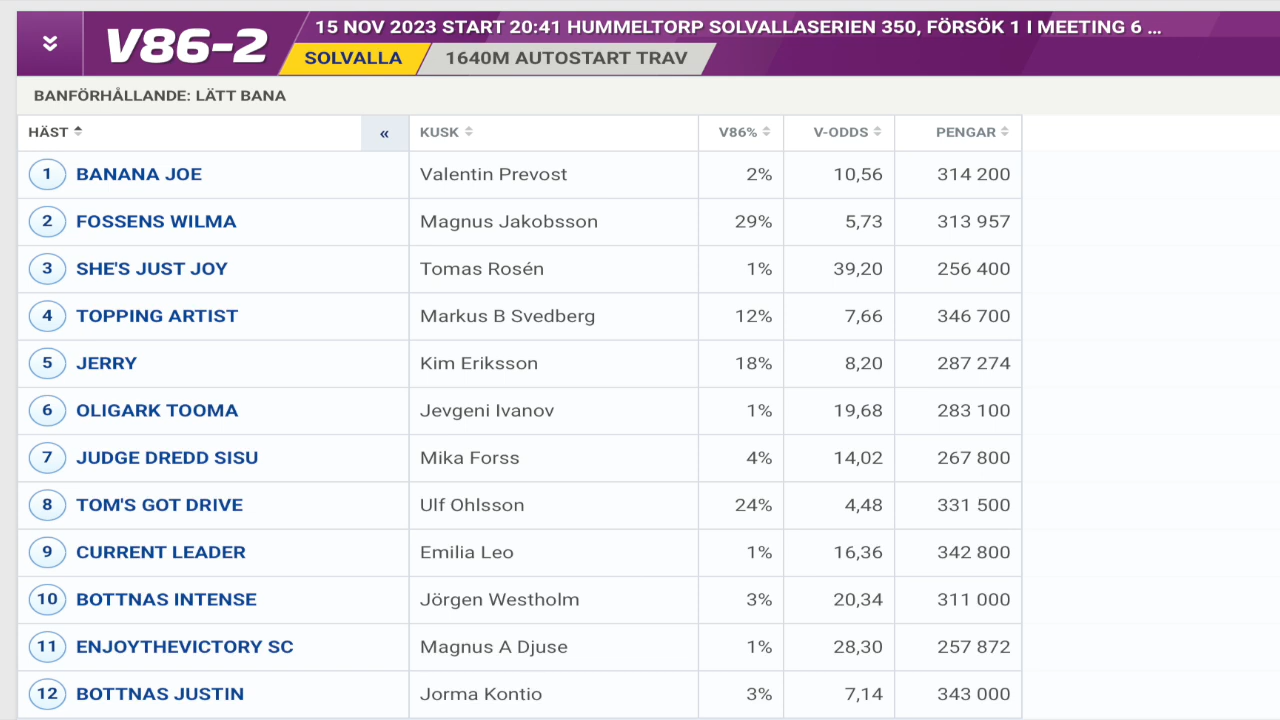 V86-2
15 NOV 2023 START 20:41 HUMMELTORP SOLVALLASERIEN 350, FÖRSÖK 1 I MEETING 6 ...
SOLVALLA 1640M AUTOSTART TRAV
BANFÖRHÅLLANDE: LÄTT BANA
HÄST « KUSK V86% V-ODDS PENGAR
1 BANANA JOE Valentin Prevost 2% 10,56 314 200
2 FOSSENS WILMA Magnus Jakobsson 29% 5,73 313 957
3 SHE'S JUST JOY Tomas Rosén 1% 39,20 256 400
4 TOPPING ARTIST Markus B Svedberg 12% 7,66 346 700
5 JERRY Kim Eriksson 18% 8,20 287 274
6 OLIGARK TOOMA Jevgeni Ivanov 1% 19,68 283 100
7 JUDGE DREDD SISU Mika Forss 4% 14,02 267 800
8 TOM'S GOT DRIVE Ulf Ohlsson 24% 4,48 331 500
9 CURRENT LEADER Emilia Leo 1% 16,36 342 800
10 BOTTNAS INTENSE Jörgen Westholm 3% 20,34 311 000
11 ENJOYTHEVICTORY SC Magnus A Djuse 1% 28,30 257 872
12 BOTTNAS JUSTIN Jorma Kontio 3% 7,14 343 000